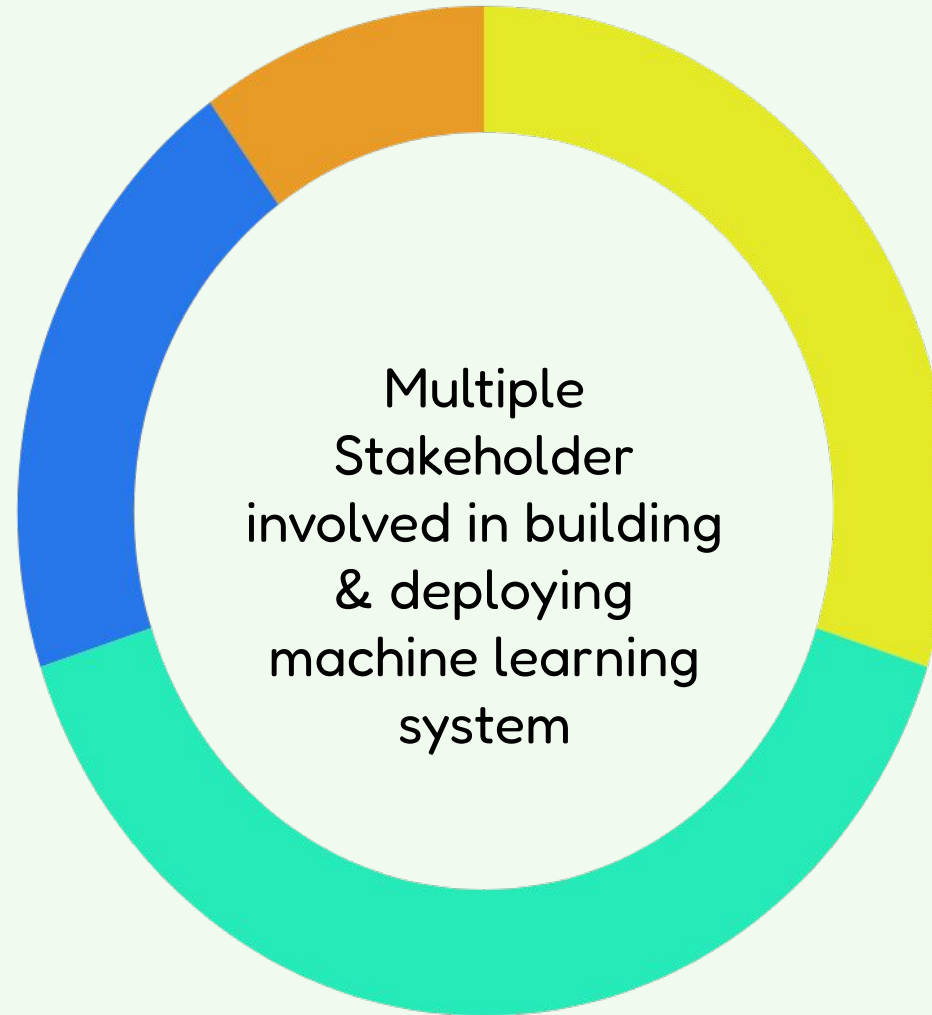 Multiple
Stakeholder
involved in building
& deploying
machine learning
system